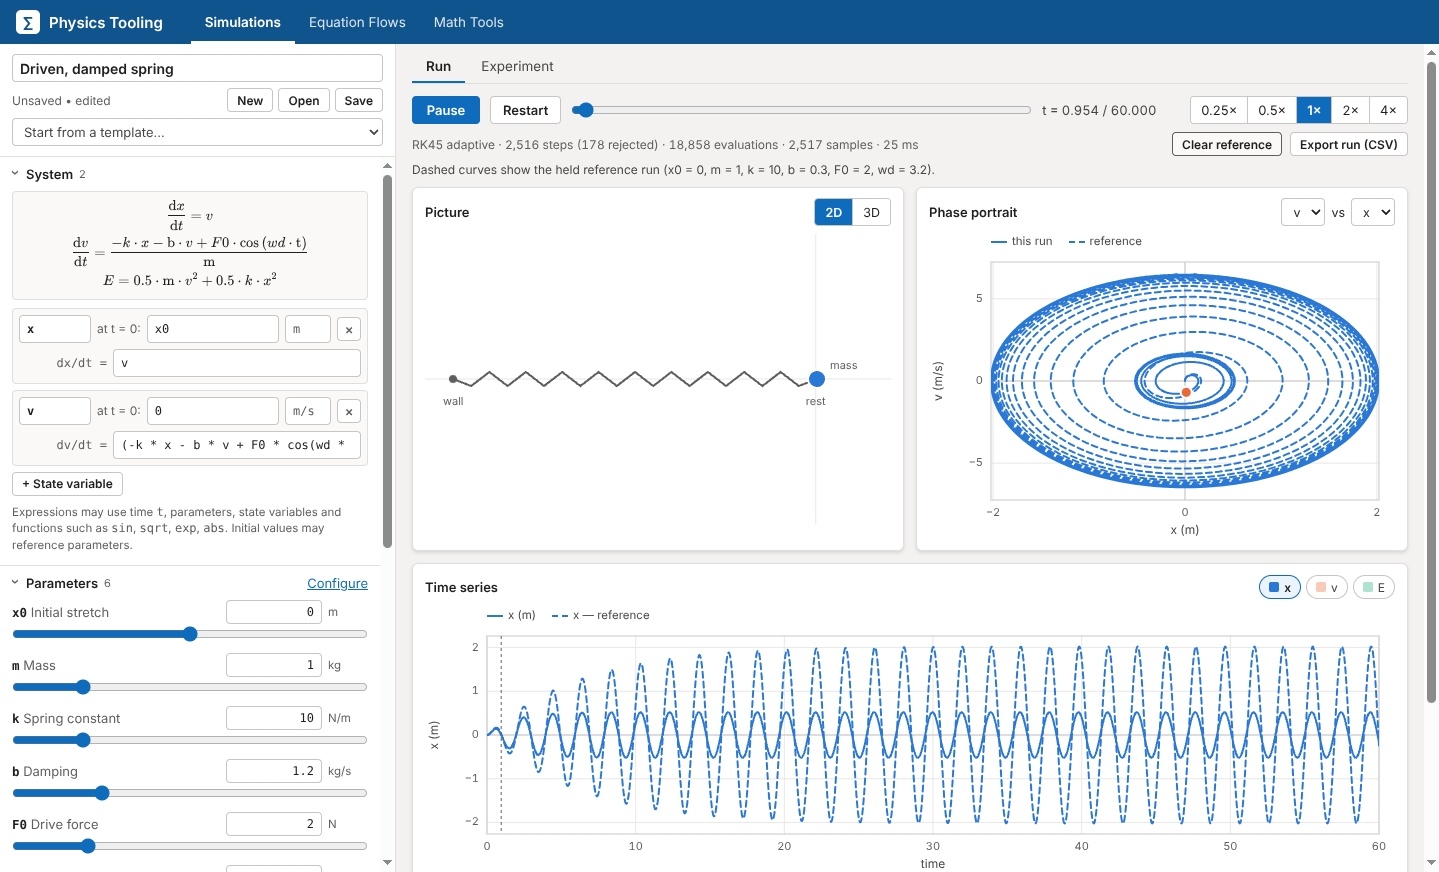 Σ Physics Tooling Simulations Equation Flows Math Tools
Driven, damped spring
Unsaved • edited New Open Save
Start from a template...
System 2
dx/dt = v
dv/dt = (−k · x − b · v + F0 · cos (wd · t))/m
E = 0.5 · m · v² + 0.5 · k · x²
x at t = 0: x0 m ×
dx/dt = v
v at t = 0: 0 m/s ×
dv/dt = (-k * x - b * v + F0 * cos(wd *
+ State variable
Expressions may use time t, parameters, state variables and
functions such as sin, sqrt, exp, abs. Initial values may
reference parameters.
Parameters 6 Configure
x0 Initial stretch 0 m
m Mass 1 kg
k Spring constant 10 N/m
b Damping 1.2 kg/s
F0 Drive force 2 N
Run Experiment
Pause Restart t = 0.954 / 60.000 0.25× 0.5× 1× 2× 4×
RK45 adaptive · 2,516 steps (178 rejected) · 18,858 evaluations · 2,517 samples · 25 ms Clear reference Export run (CSV)
Dashed curves show the held reference run (x0 = 0, m = 1, k = 10, b = 0.3, F0 = 2, wd = 3.2).
Picture 2D 3D
mass
wall rest
Phase portrait v vs x
this run reference
5
0
−5
v (m/s)
−2 0 2
x (m)
Time series x v E
x (m) x — reference
2
1
0
−1
−2
x (m)
0 10 20 30 40 50 60
time